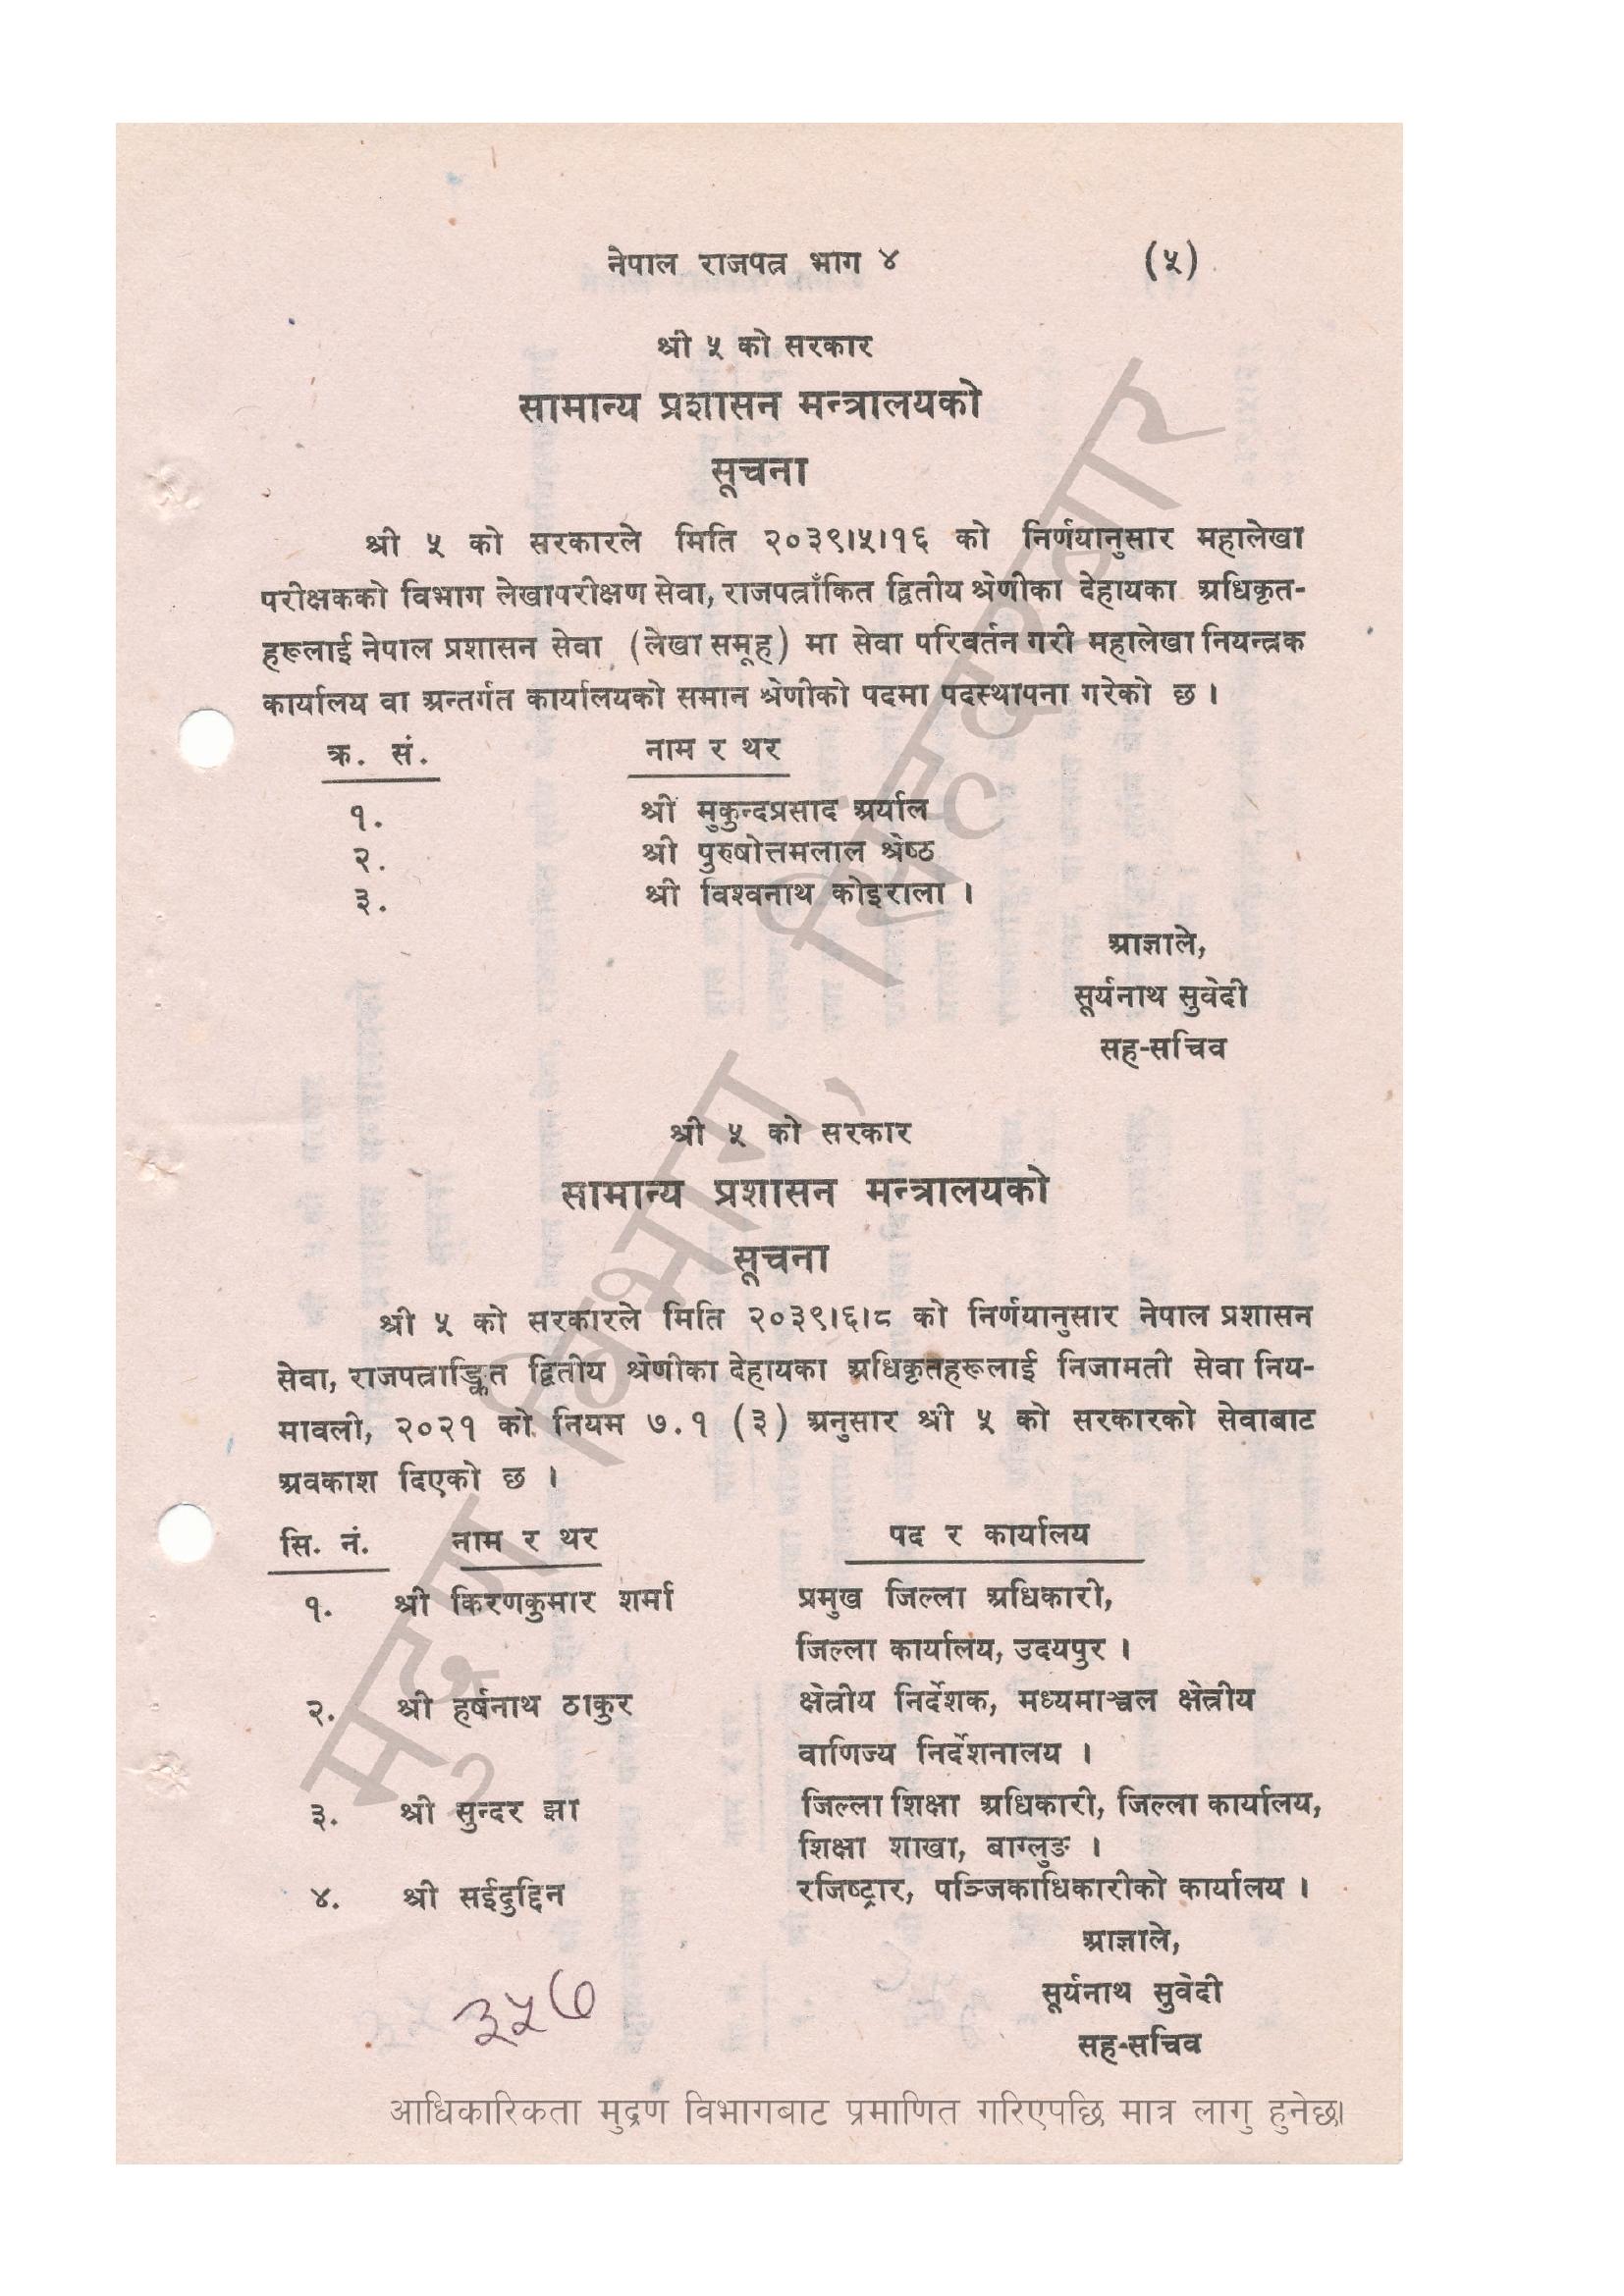 नेपाल राजपत्र भाग ४ (५)
श्री ५ को सरकार
सामान्य प्रशासन मन्त्रालयको
सूचना
श्री ५ को सरकारले मिति २०३९।५।१६ को निर्णयानुसार महालेखा
परीक्षकको विभाग लेखापरीक्षण सेवा, राजपत्राँकित द्वितीय श्रेणीका देहायका अधिकृत-
हरूलाई नेपाल प्रशासन सेवा (लेखा समूह) मा सेवा परिवर्तन गरी महालेखा नियन्त्रक
कार्यालय वा अन्तर्गत कार्यालयको समान श्रेणीको पदमा पदस्थापना गरेको छ ।
क्र. सं. नाम र थर
१. श्री मुकुन्दप्रसाद अर्याल
२. श्री पुरुषोत्तमलाल श्रेष्ठ
३. श्री विश्वनाथ कोइराला ।
आज्ञाले,
सूर्यनाथ सुवेदी
सह-सचिव
श्री ५ को सरकार
सामान्य प्रशासन मन्त्रालयको
सूचना
श्री ५ को सरकारले मिति २०३९।६।८ को निर्णयानुसार नेपाल प्रशासन
सेवा, राजपत्राङ्कित द्वितीय श्रेणीका देहायका अधिकृतहरूलाई निजामती सेवा निय-
मावली, २०२१ को नियम ७.१ (३) अनुसार श्री ५ को सरकारको सेवाबाट
अवकाश दिएको छ ।
सि. नं. नाम र थर पद र कार्यालय
१. श्री किरणकुमार शर्मा प्रमुख जिल्ला अधिकारी,
जिल्ला कार्यालय, उदयपुर ।
२. श्री हर्षनाथ ठाकुर क्षेत्रीय निर्देशक, मध्यमाञ्चल क्षेत्रीय
वाणिज्य निर्देशनालय ।
३. श्री सुन्दर झा जिल्ला शिक्षा अधिकारी, जिल्ला कार्यालय,
शिक्षा शाखा, बाग्लुङ ।
४. श्री सईदुद्दिन रजिष्ट्रार, पञ्जिकाधिकारीको कार्यालय ।
आज्ञाले,
सूर्यनाथ सुवेदी
सह-सचिव
३५७
आधिकारिकता मुद्रण विभागबाट प्रमाणित गरिएपछि मात्र लागु हुनेछ।
मुद्रण विभाग, सिंहदरबार